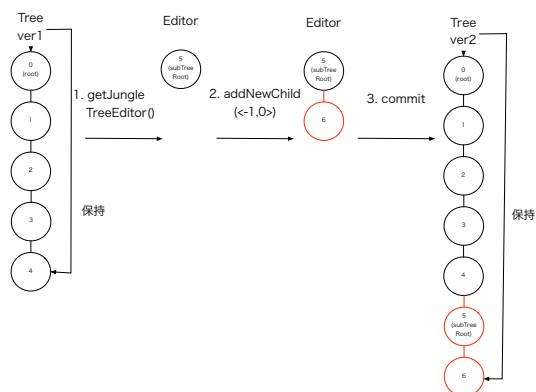 Tree
ver1
0
(root)
1
2
3
4
保持
1. getJungle
TreeEditor()
Editor
5
(subTree
Root)
2. addNewChild
(<-1,0>)
Editor
5
(subTree
Root)
6
3. commit
Tree
ver2
0
(root)
1
2
3
4
5
(subTree
Root)
6
保持